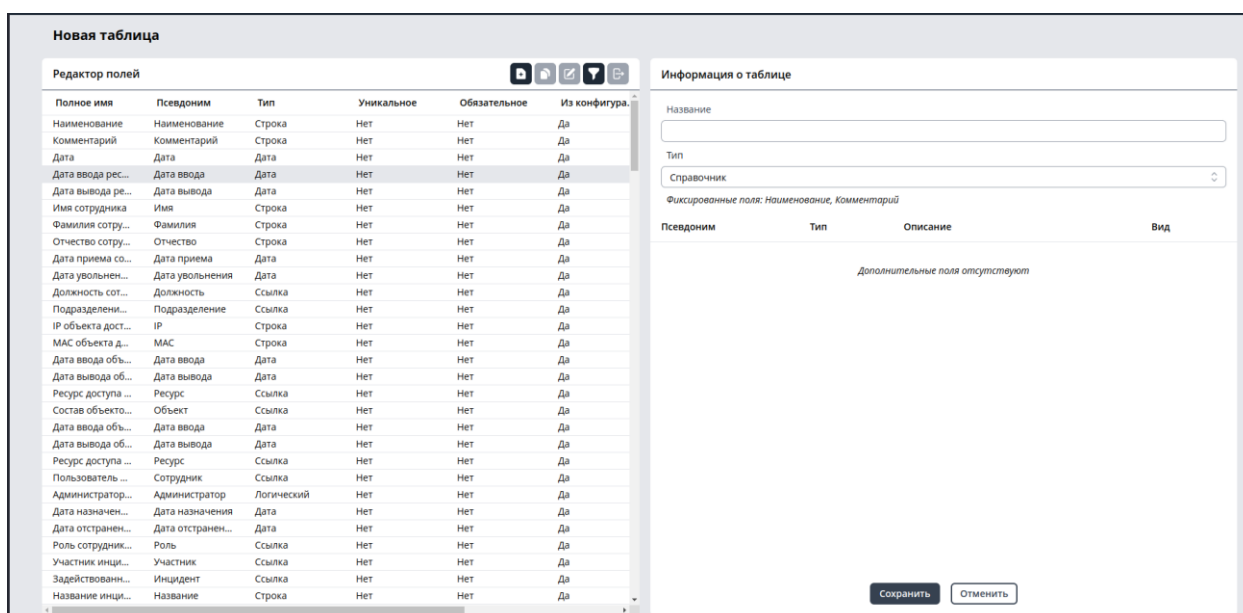 Новая таблица
Редактор полей
Полное имя Псевдоним Тип Уникальное Обязательное Из конфигура.
Наименование Наименование Строка Нет Нет Да
Комментарий Комментарий Строка Нет Нет Да
Дата Дата Дата Нет Нет Да
Дата ввода рес... Дата ввода Дата Нет Нет Да
Дата вывода ре... Дата вывода Дата Нет Нет Да
Имя сотрудника Имя Строка Нет Нет Да
Фамилия сотру... Фамилия Строка Нет Нет Да
Отчество сотру... Отчество Строка Нет Нет Да
Дата приема со... Дата приема Дата Нет Нет Да
Дата увольнен... Дата увольнения Дата Нет Нет Да
Должность сот... Должность Ссылка Нет Нет Да
Подразделени... Подразделение Ссылка Нет Нет Да
IP объекта дост... IP Строка Нет Нет Да
MAC объекта д... MAC Строка Нет Нет Да
Дата ввода объ... Дата ввода Дата Нет Нет Да
Дата вывода об... Дата вывода Дата Нет Нет Да
Ресурс доступа ... Ресурс Ссылка Нет Нет Да
Состав объекто... Объект Ссылка Нет Нет Да
Дата ввода объ... Дата ввода Дата Нет Нет Да
Дата вывода об... Дата вывода Дата Нет Нет Да
Ресурс доступа ... Ресурс Ссылка Нет Нет Да
Пользователь ... Сотрудник Ссылка Нет Нет Да
Администратор... Администратор Логический Нет Нет Да
Дата назначен... Дата назначения Дата Нет Нет Да
Дата отстранен... Дата отстранен... Дата Нет Нет Да
Роль сотрудник... Роль Ссылка Нет Нет Да
Участник инци... Участник Ссылка Нет Нет Да
Задействованн... Инцидент Ссылка Нет Нет Да
Название инци... Название Строка Нет Нет Да
Информация о таблице
Название
Тип
Справочник
Фиксированные поля: Наименование, Комментарий
Псевдоним Тип Описание Вид
Дополнительные поля отсутствуют
Сохранить Отменить